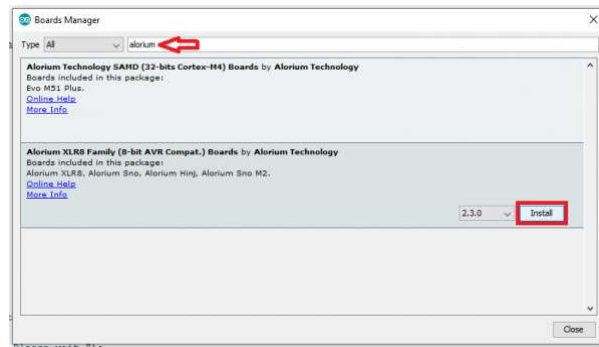 Boards Manager
Type All alorium
Alorium Technology SAMD (32-bits Cortex-M4) Boards by Alorium Technology
Boards included in this package:
Evo M51 Plus.
Online Help
More Info
Alorium XLR8 Family (8-bit AVR Compat.) Boards by Alorium Technology
Boards included in this package:
Alorium XLR8, Alorium Sno, Alorium Hinj, Alorium Sno M2.
Online Help
More Info
2.3.0 Install
Close